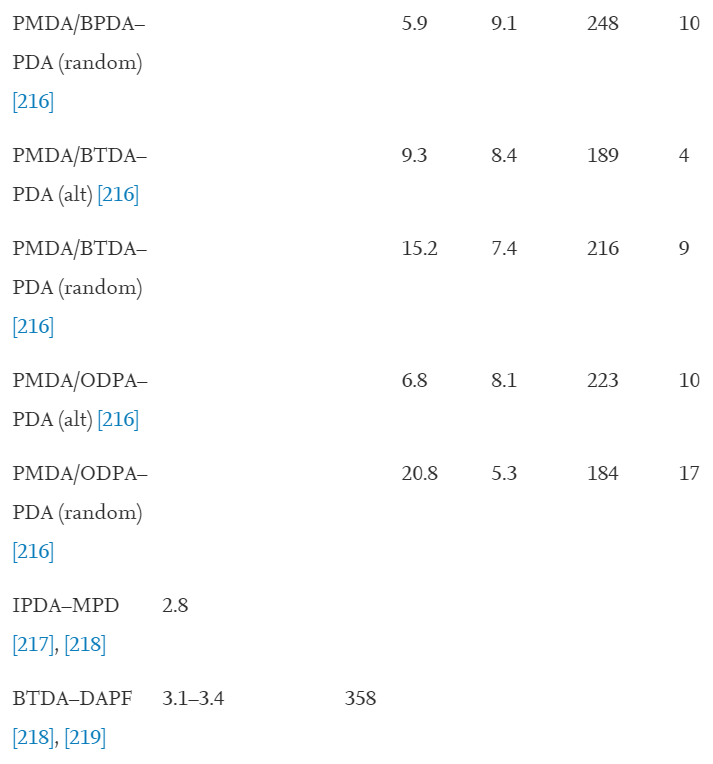 PMDA/BPDA– 5.9 9.1 248 10
PDA (random)
[216]
PMDA/BTDA– 9.3 8.4 189 4
PDA (alt) [216]
PMDA/BTDA– 15.2 7.4 216 9
PDA (random)
[216]
PMDA/ODPA– 6.8 8.1 223 10
PDA (alt) [216]
PMDA/ODPA– 20.8 5.3 184 17
PDA (random)
[216]
IPDA–MPD 2.8
[217], [218]
BTDA–DAPF 3.1–3.4 358
[218], [219]